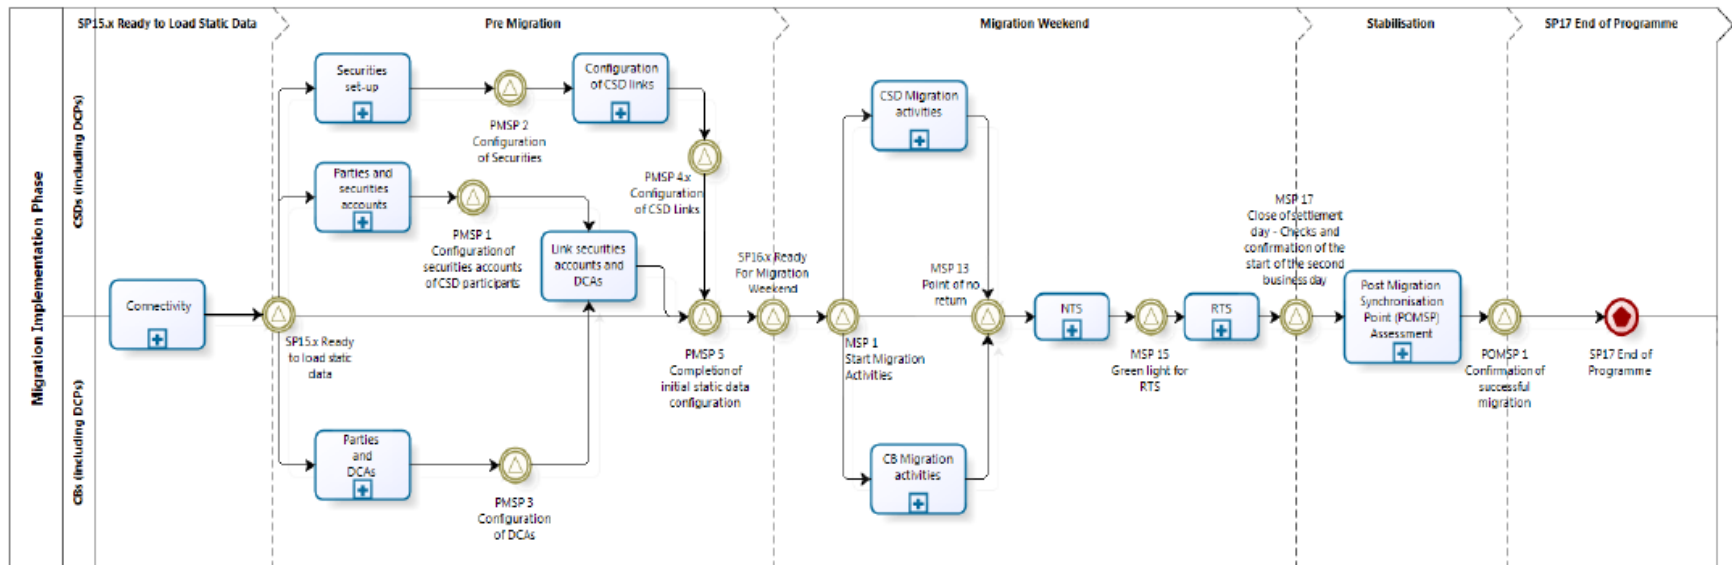 SP15.x Ready to Load Static Data
Pre Migration
Migration Weekend
Stabilisation
SP17 End of Programme
Migration Implementation Phase
CSDs (including DCPs)
CBs (including DCPs)
Connectivity
SP15.x Ready
to load static
data
Securities
set-up
PMSP 2
Configuration
of Securities
Configuration
of CSD links
PMSP 4.x
Configuration
of CSD Links
Parties and
securities
accounts
PMSP 1
Configuration of
securities accounts
of CSD participants
Link securities
accounts and
DCAs
Parties
and
DCAs
PMSP 3
Configuration
of DCAs
PMSP 5
Completion of
initial static data
configuration
SP16.x Ready
For Migration
Weekend
MSP 1
Start Migration
Activities
CSD Migration
activities
CB Migration
activities
MSP 13
Point of no
return
NTS
MSP 15
Green light for
RTS
RTS
MSP 17
Close of settlement
day - Checks and
confirmation of the
start of the second
business day
Post Migration
Synchronisation
Point (POMSP)
Assessment
POMSP 1
Confirmation of
successful
migration
SP17 End of
Programme